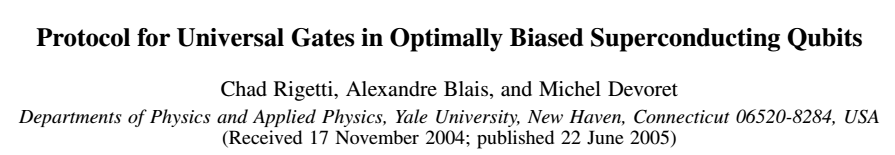 Protocol for Universal Gates in Optimally Biased Superconducting Qubits
Chad Rigetti, Alexandre Blais, and Michel Devoret
Departments of Physics and Applied Physics, Yale University, New Haven, Connecticut 06520-8284, USA
(Received 17 November 2004; published 22 June 2005)